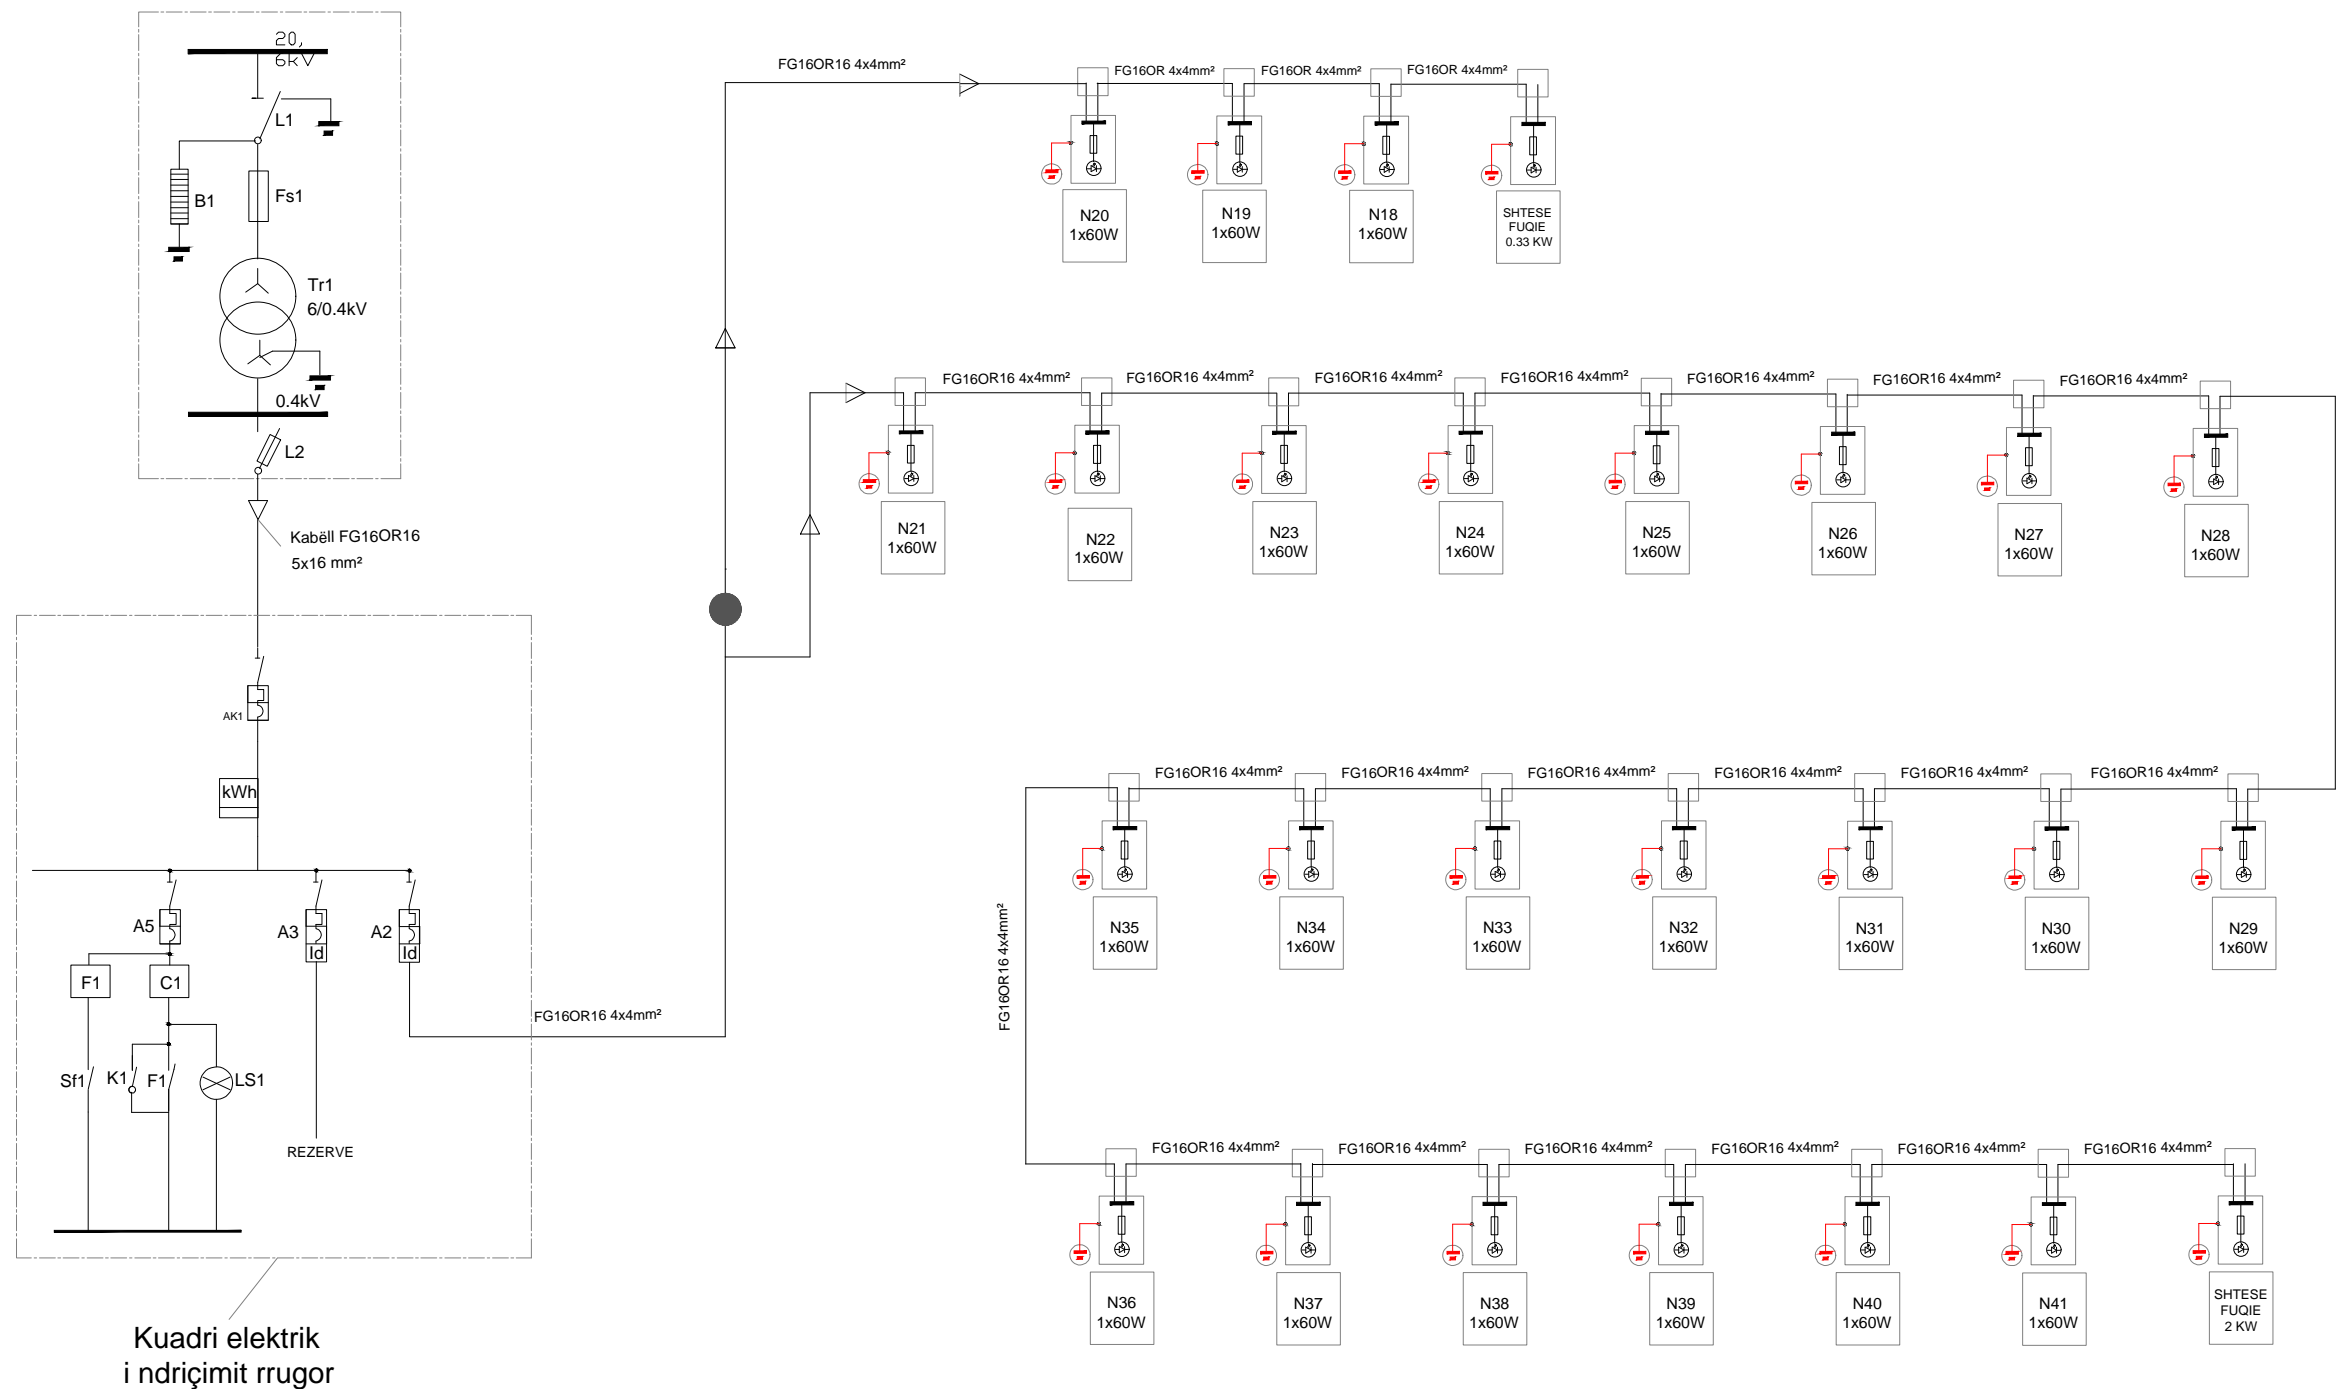 20,
6kV
L1
B1
Fs1
Tr1
6/0.4kV
0.4kV
L2
Kabëll FG16OR16
5x16 mm²
AK1
kWh
A5
A3
A2
Id
Id
F1
C1
Sf1
K1
F1
LS1
REZERVE
FG16OR16 4x4mm²
Kuadri elektrik
i ndriçimit rrugor
FG16OR16 4x4mm²
FG16OR 4x4mm²
FG16OR 4x4mm²
FG16OR 4x4mm²
N20
1x60W
N19
1x60W
N18
1x60W
SHTESE
FUQIE
0.33 KW
FG16OR16 4x4mm²
FG16OR16 4x4mm²
FG16OR16 4x4mm²
FG16OR16 4x4mm²
FG16OR16 4x4mm²
FG16OR16 4x4mm²
FG16OR16 4x4mm²
N21
1x60W
N22
1x60W
N23
1x60W
N24
1x60W
N25
1x60W
N26
1x60W
N27
1x60W
N28
1x60W
FG16OR16 4x4mm²
FG16OR16 4x4mm²
FG16OR16 4x4mm²
FG16OR16 4x4mm²
FG16OR16 4x4mm²
FG16OR16 4x4mm²
N35
1x60W
N34
1x60W
N33
1x60W
N32
1x60W
N31
1x60W
N30
1x60W
N29
1x60W
FG16OR16 4x4mm²
FG16OR16 4x4mm²
FG16OR16 4x4mm²
FG16OR16 4x4mm²
FG16OR16 4x4mm²
FG16OR16 4x4mm²
FG16OR16 4x4mm²
N36
1x60W
N37
1x60W
N38
1x60W
N39
1x60W
N40
1x60W
N41
1x60W
SHTESE
FUQIE
2 KW